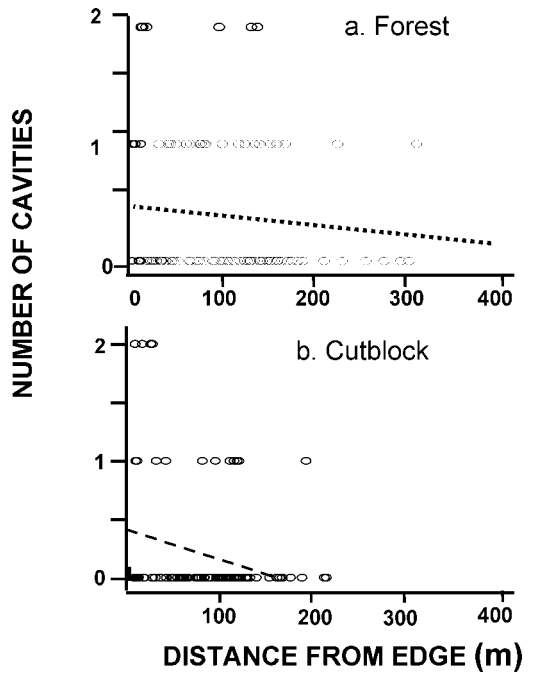 NUMBER OF CAVITIES
a. Forest
2
1
0
0 100 200 300 400
b. Cutblock
2
1
0
100 200 300 400
DISTANCE FROM EDGE (m)